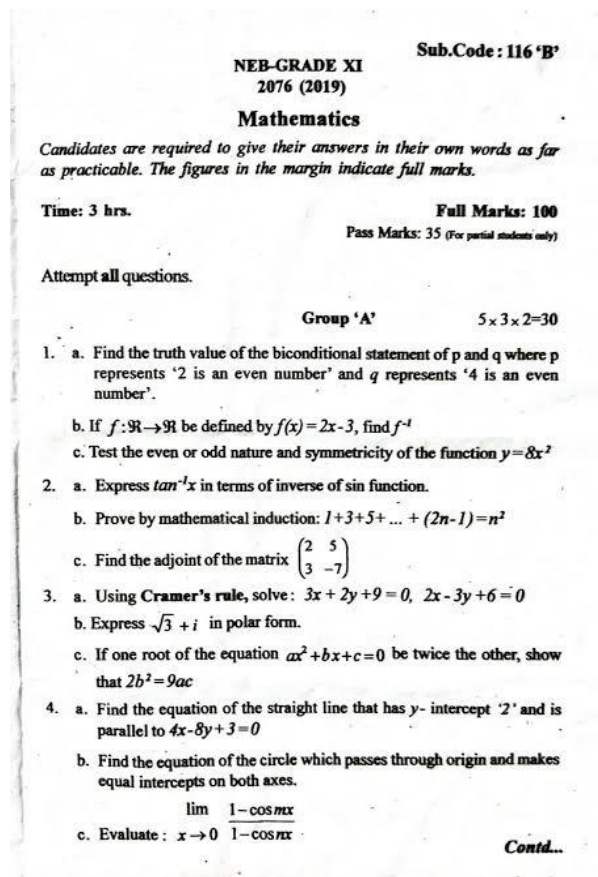 Sub.Code : 116 ‘B’
NEB-GRADE XI
2076 (2019)
Mathematics
Candidates are required to give their answers in their own words as far
as practicable. The figures in the margin indicate full marks.
Time: 3 hrs. Full Marks: 100
Pass Marks: 35 (For partial students only)
Attempt all questions.
Group ‘A’ 5×3×2=30
1. a. Find the truth value of the biconditional statement of p and q where p
represents ‘2 is an even number’ and q represents ‘4 is an even
number’.
b. If f : ℜ→ℜ be defined by f(x) = 2x-3, find f⁻¹
c. Test the even or odd nature and symmetricity of the function y=8x²
2. a. Express tan⁻¹x in terms of inverse of sin function.
b. Prove by mathematical induction: 1+3+5+ ... + (2n-1)=n²
c. Find the adjoint of the matrix (2 5
3 -7)
3. a. Using Cramer's rule, solve : 3x + 2y +9 = 0, 2x - 3y +6 = 0
b. Express √3 + i in polar form.
c. If one root of the equation ax²+bx+c=0 be twice the other, show
that 2b²=9ac
4. a. Find the equation of the straight line that has y- intercept ‘2’ and is
parallel to 4x-8y+3=0
b. Find the equation of the circle which passes through origin and makes
equal intercepts on both axes.
lim 1-cos mx
c. Evaluate : x→0 1-cos nx
Contd...